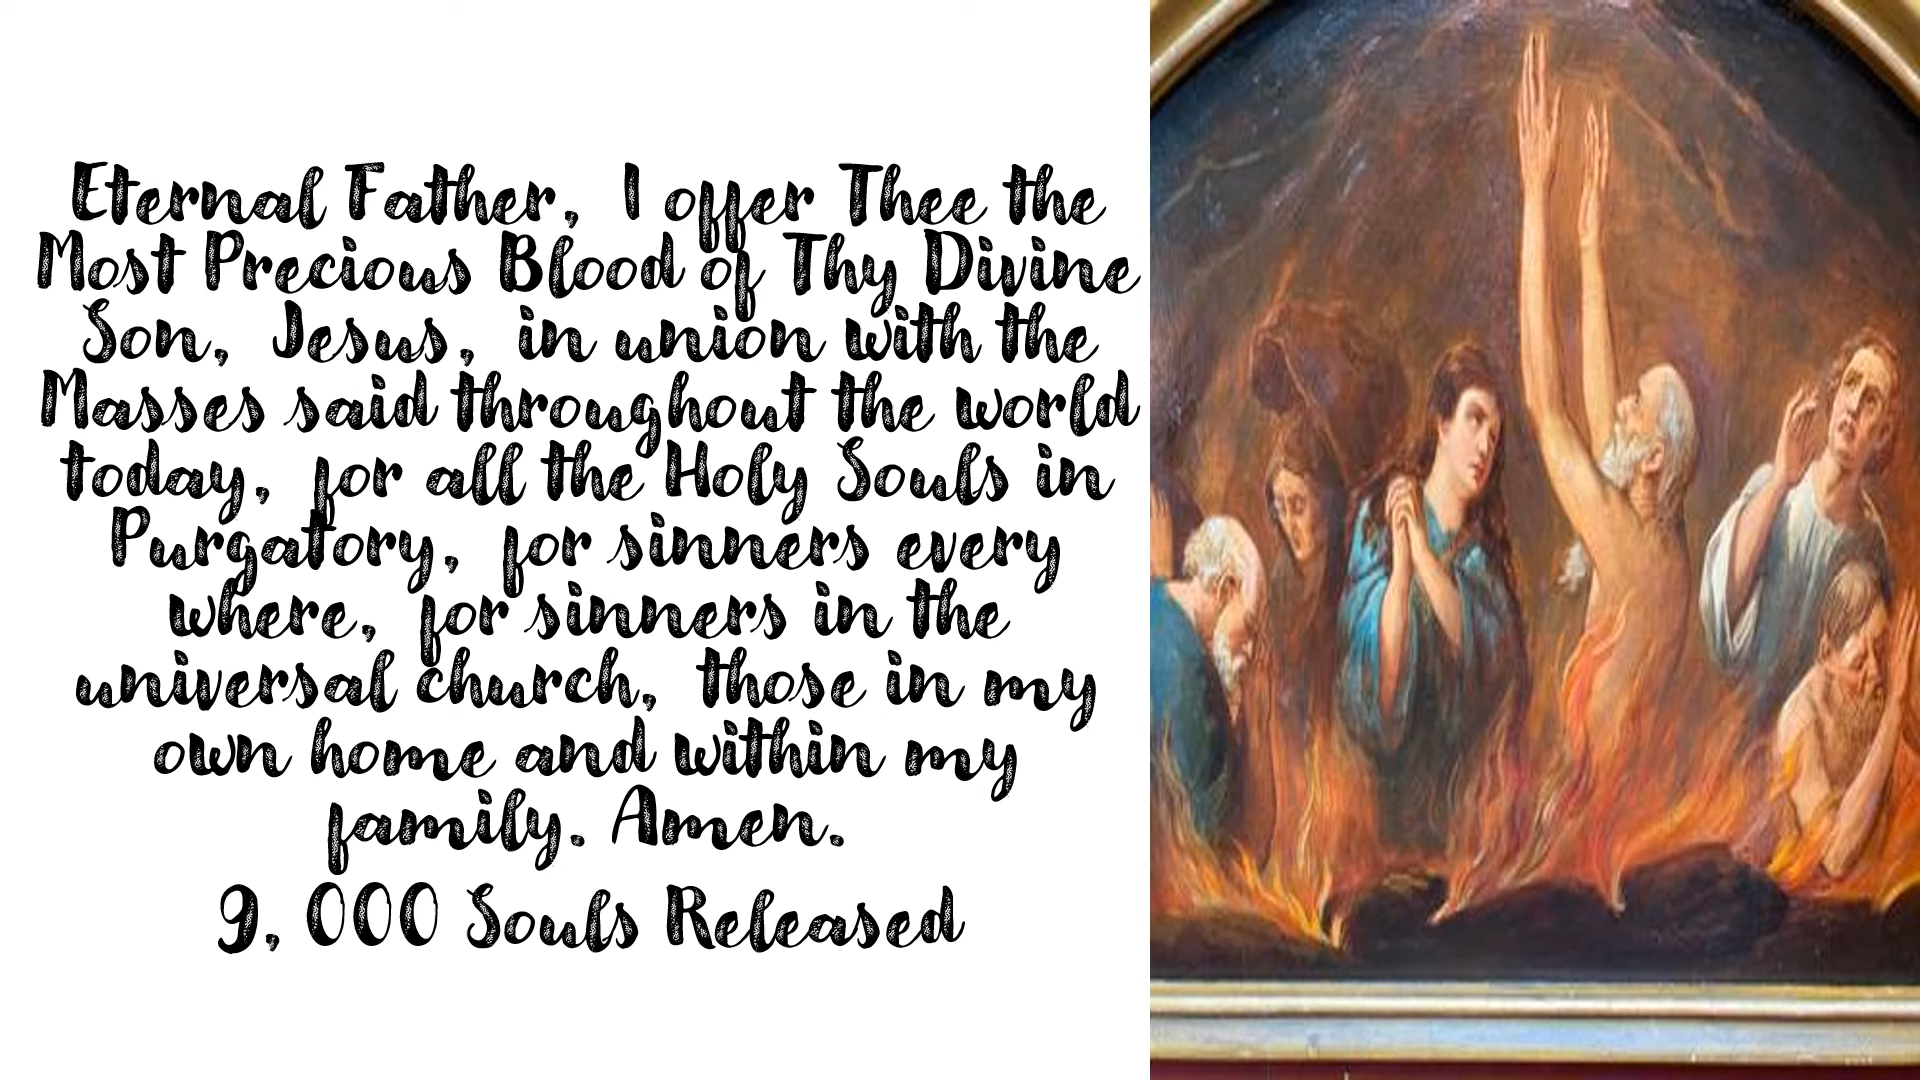 Eternal Father, I offer Thee the
Most Precious Blood of Thy Divine
Son, Jesus, in union with the
Masses said throughout the world
today, for all the Holy Souls in
Purgatory, for sinners every
where, for sinners in the
universal church, those in my
own home and within my
family. Amen.
9, 000 Souls Released